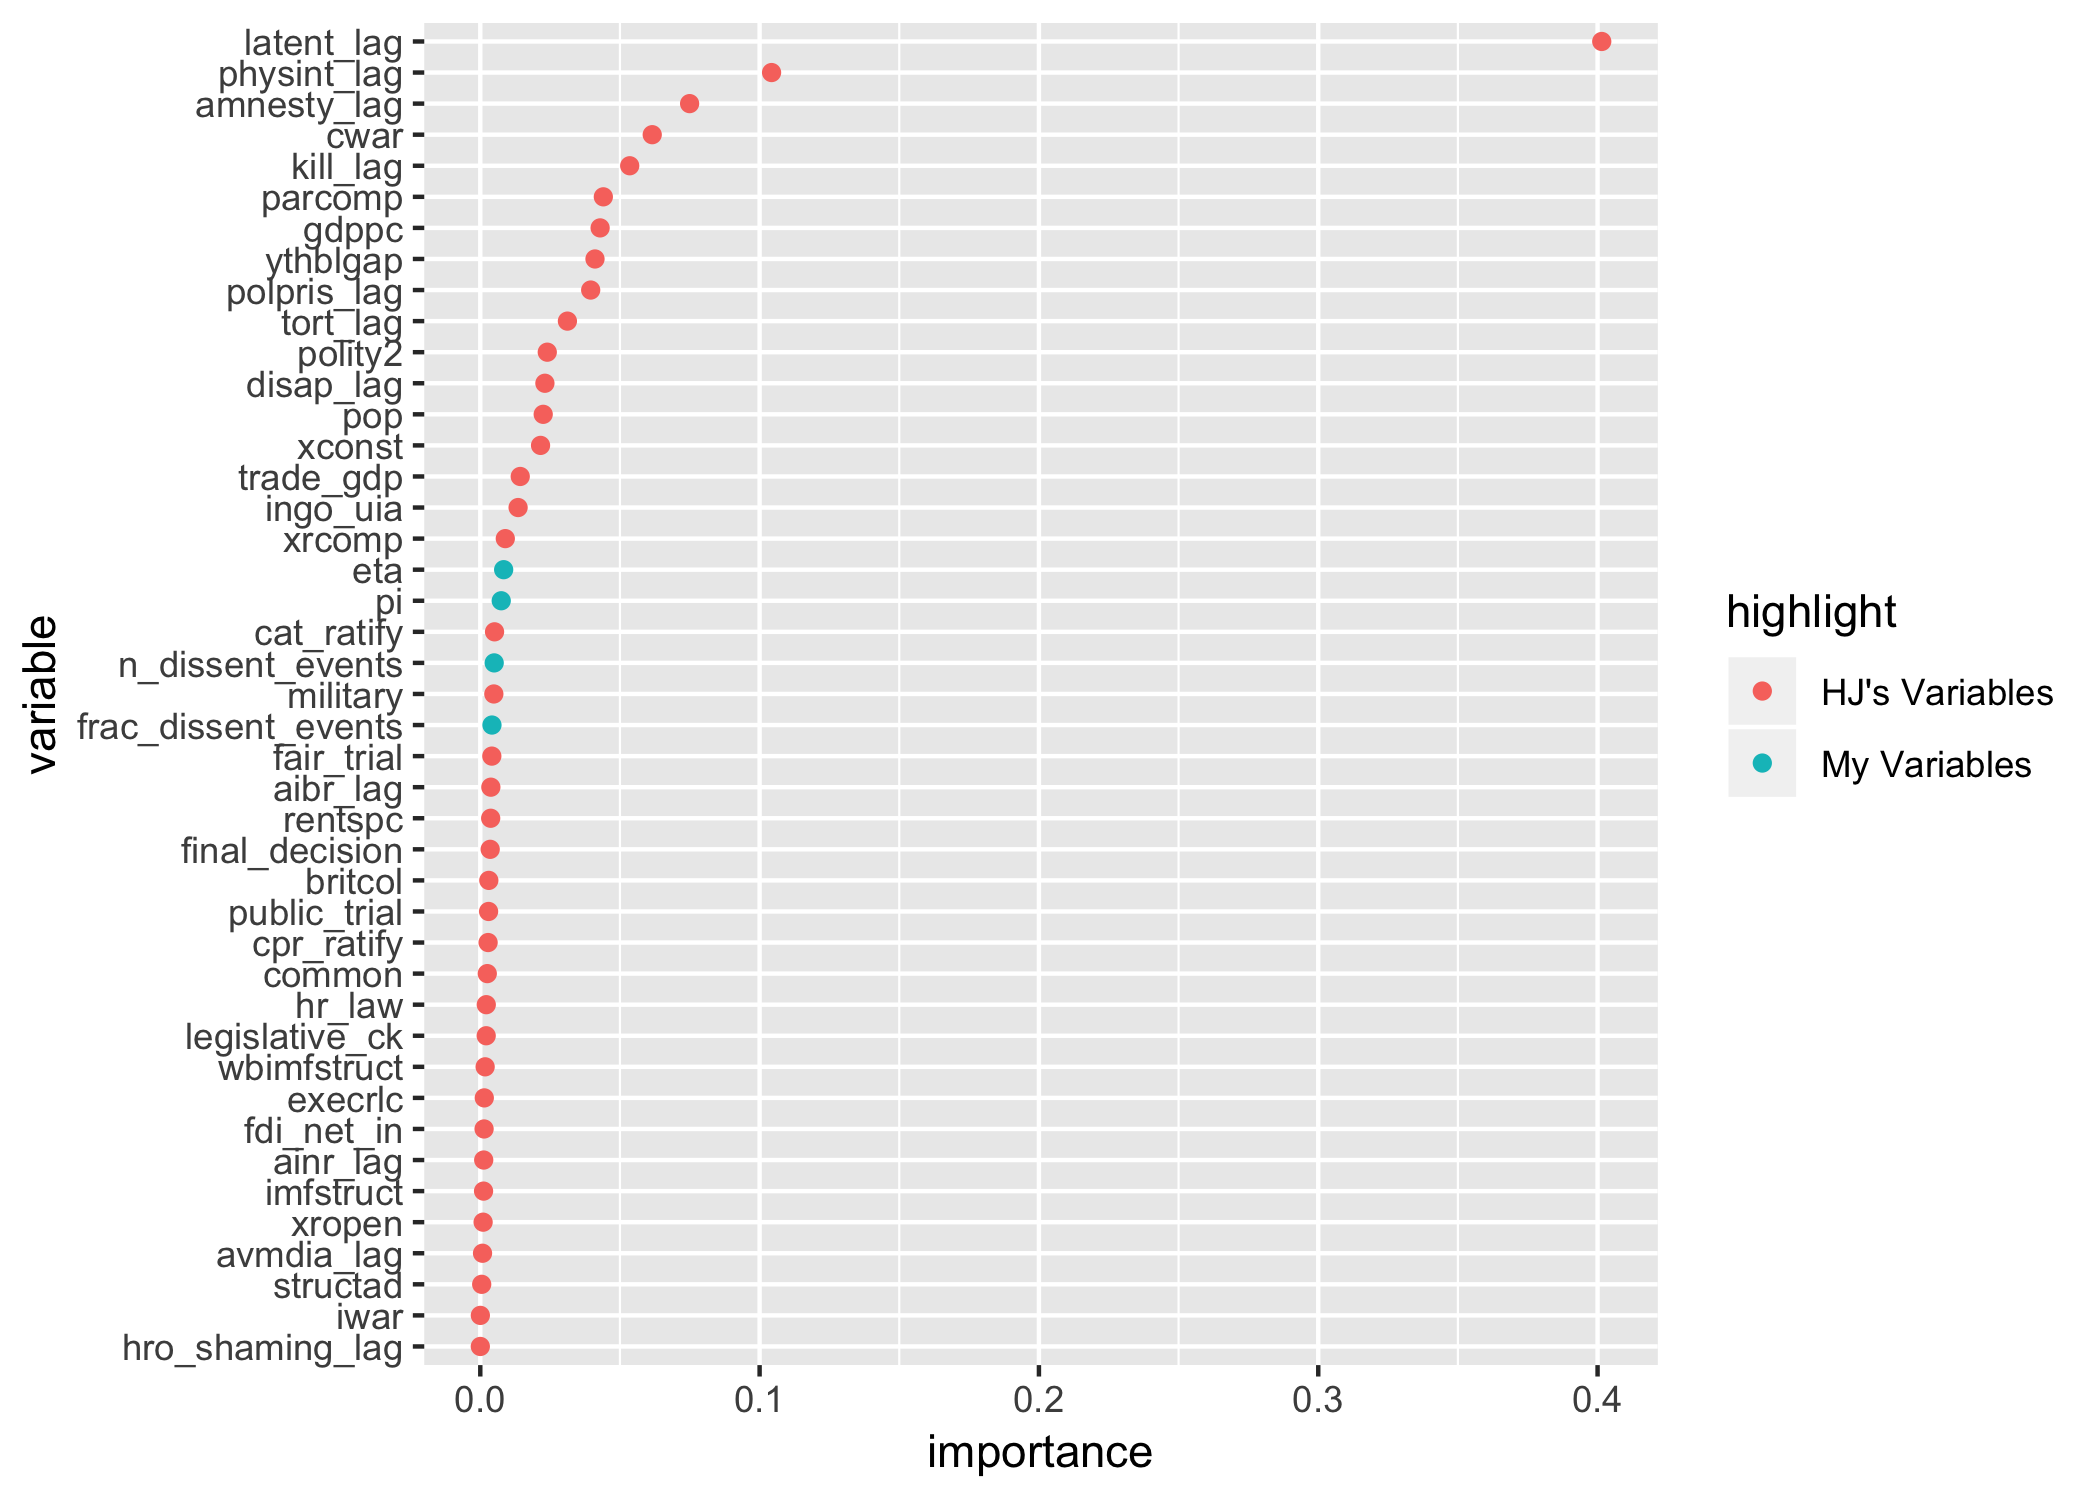 latent_lag
physint_lag
amnesty_lag
cwar
kill_lag
parcomp
gdppc
ythblgap
polpris_lag
tort_lag
polity2
disap_lag
pop
xconst
trade_gdp
ingo_uia
xrcomp
eta
pi
cat_ratify
n_dissent_events
military
frac_dissent_events
fair_trial
aibr_lag
rentspc
final_decision
britcol
public_trial
cpr_ratify
common
hr_law
legislative_ck
wbimfstruct
execrlc
fdi_net_in
ainr_lag
imfstruct
xropen
avmdia_lag
structad
iwar
hro_shaming_lag
variable
0.0 0.1 0.2 0.3 0.4
importance
highlight
HJ's Variables
My Variables